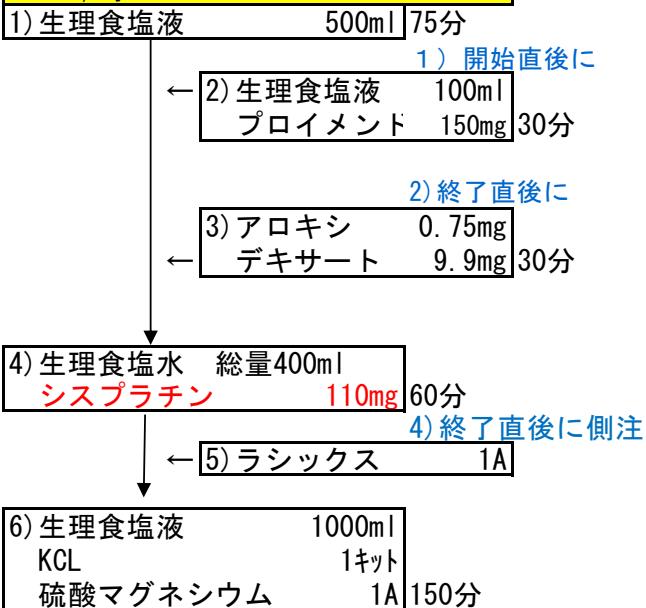 1)生理食塩液 500ml 75分
1) 開始直後に
← 2)生理食塩液 100ml
プロイメント 150mg 30分
2)終了直後に
3)アロキシ 0.75mg
← デキサート 9.9mg 30分
4)生理食塩水 総量400ml
シスプラチン 110mg 60分
4)終了直後に側注
← 5)ラシックス 1A
6)生理食塩液 1000ml
KCL 1ｷｯﾄ
硫酸マグネシウム 1A 150分